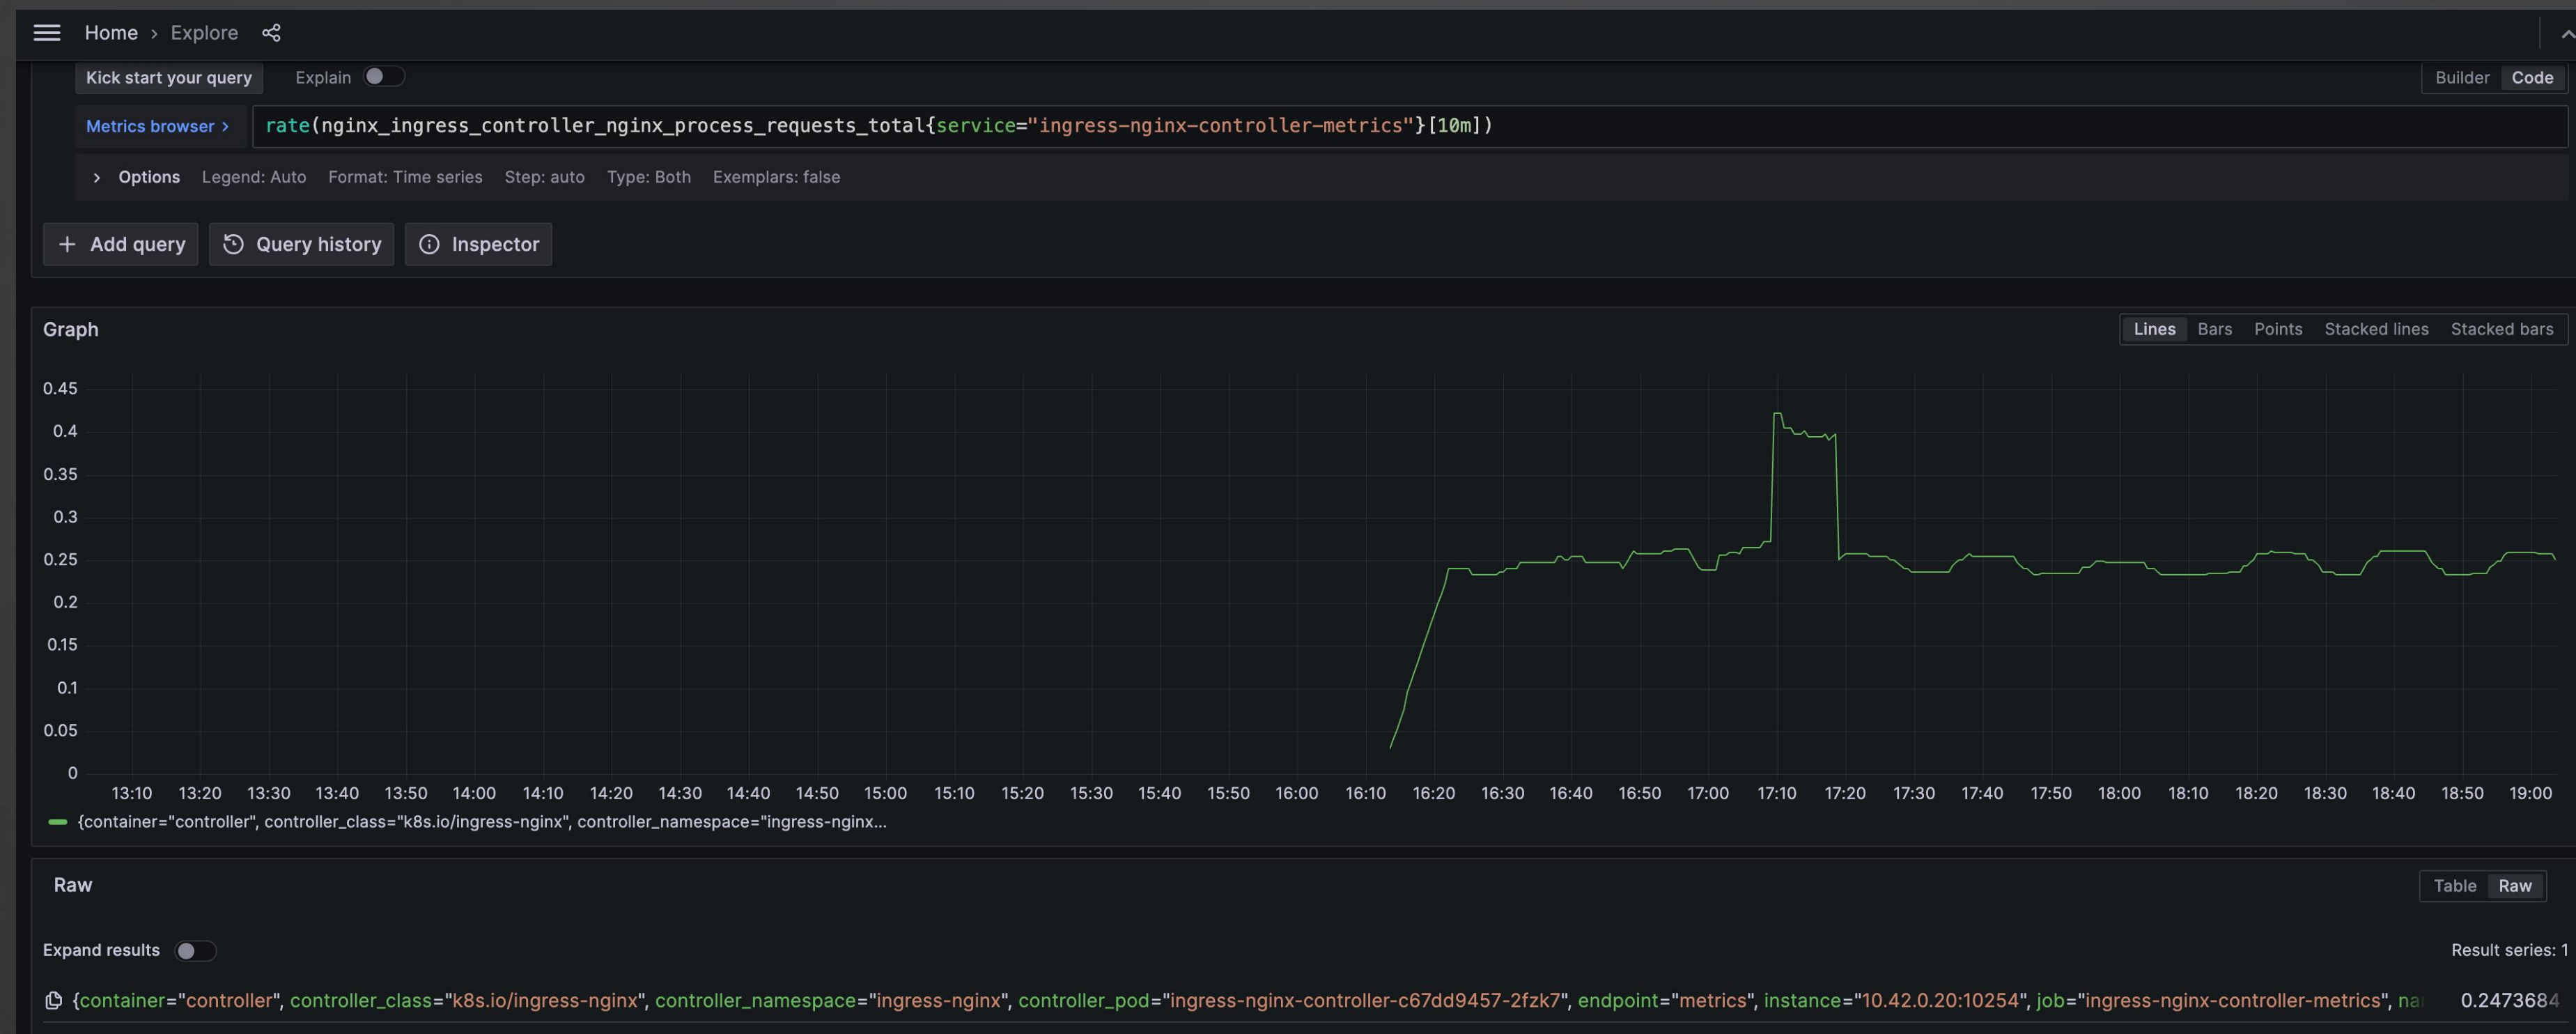 Home › Explore
Kick start your query Explain Builder Code
Metrics browser › rate(nginx_ingress_controller_nginx_process_requests_total{service="ingress-nginx-controller-metrics"}[10m])
› Options Legend: Auto Format: Time series Step: auto Type: Both Exemplars: false
+ Add query Query history Inspector
Graph Lines Bars Points Stacked lines Stacked bars
0.45
0.4
0.35
0.3
0.25
0.2
0.15
0.1
0.05
0
13:10 13:20 13:30 13:40 13:50 14:00 14:10 14:20 14:30 14:40 14:50 15:00 15:10 15:20 15:30 15:40 15:50 16:00 16:10 16:20 16:30 16:40 16:50 17:00 17:10 17:20 17:30 17:40 17:50 18:00 18:10 18:20 18:30 18:40 18:50 19:00
{container="controller", controller_class="k8s.io/ingress-nginx", controller_namespace="ingress-nginx...
Raw Table Raw
Expand results Result series: 1
{container="controller", controller_class="k8s.io/ingress-nginx", controller_namespace="ingress-nginx", controller_pod="ingress-nginx-controller-c67dd9457-2fzk7", endpoint="metrics", instance="10.42.0.20:10254", job="ingress-nginx-controller-metrics", na 0.2473684